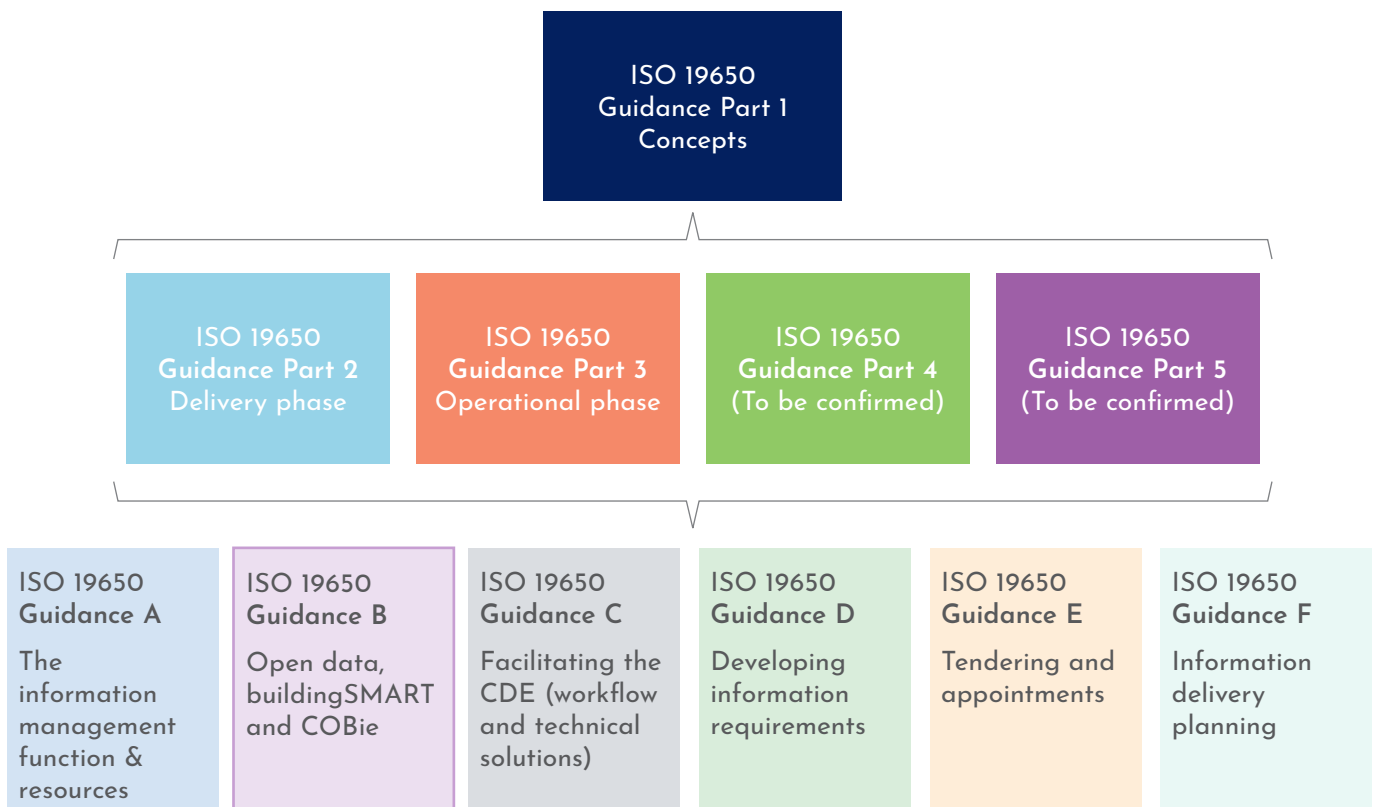 ISO 19650
Guidance Part 1
Concepts
ISO 19650
Guidance Part 2
Delivery phase
ISO 19650
Guidance Part 3
Operational phase
ISO 19650
Guidance Part 4
(To be confirmed)
ISO 19650
Guidance Part 5
(To be confirmed)
ISO 19650
Guidance A
The
information
management
function &
resources
ISO 19650
Guidance B
Open data,
buildingSMART
and COBie
ISO 19650
Guidance C
Facilitating the
CDE (workflow
and technical
solutions)
ISO 19650
Guidance D
Developing
information
requirements
ISO 19650
Guidance E
Tendering and
appointments
ISO 19650
Guidance F
Information
delivery
planning